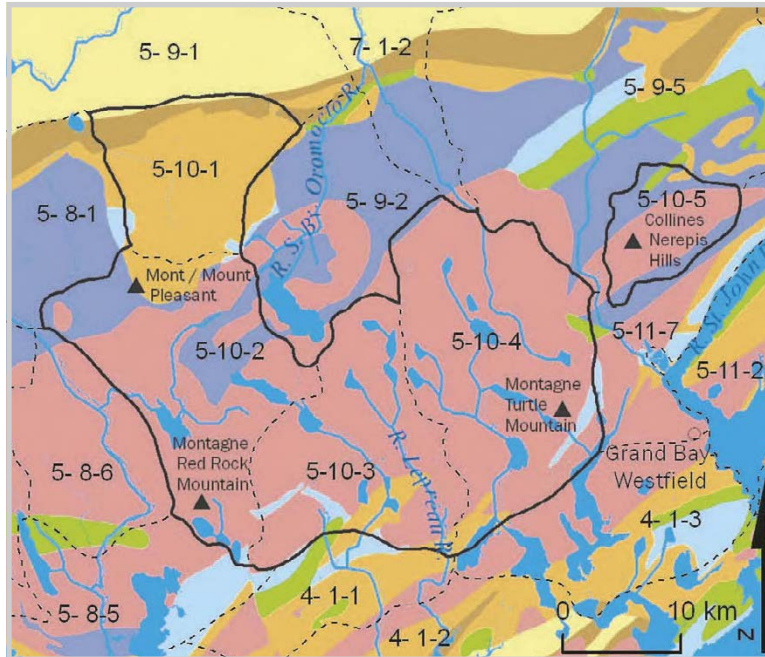 5- 9-1
7- 1-2
5- 9-5
5-10-1
R. S. Br. Oromocto R.
5- 8-1
5- 9-2
5-10-5
Collines
Nerepis
Hills
Mont / Mount
Pleasant
R. St. John
5-10-2
5-10-4
5-11-7
5-11-2
Montagne
Turtle
Mountain
5- 8-6
Montagne
Red Rock
Mountain
5-10-3
R. Lepreau R.
Grand Bay-
Westfield
4- 1-3
5- 8-5
4- 1-1
4- 1-2
0 10 km
N